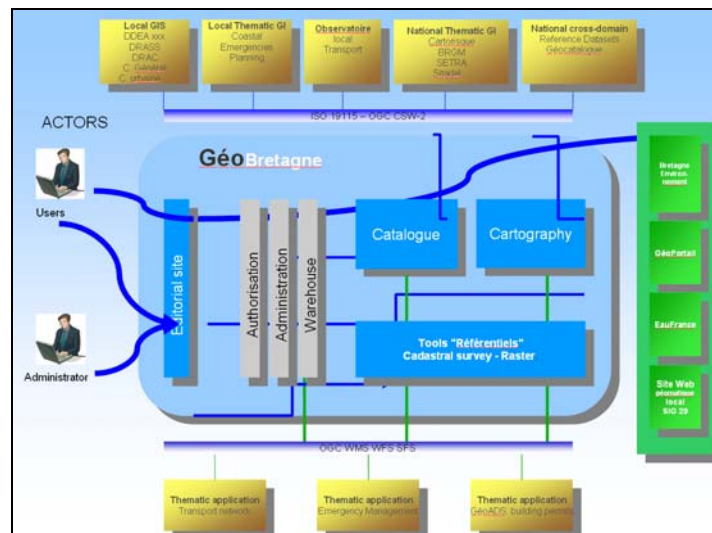 Local GIS
DDEA xxx
DRASS
DRAC
C. Général
C. urbaine
Local Thematic GI
Coastal
Emergencies
Planning
Observatoire
local
Transport
National Thematic GI
BRGM
SETRA
National cross-domain
Reference Datasets
Géocatalogue
ISO 19115 – OGC CSW-2
ACTORS
Users
Administrator
GéoBretagne
Editorial site
Authorisation
Administration
Warehouse
Catalogue
Cartography
Tools "Référentiels"
Cadastral survey - Raster
Bretagne
Environ-
nement
GéoPortail
EauFrance
Site Web
local
SIG 29
OGC WMS WFS SFS
Thematic application
Transport network
Thematic application
Emergency Management
Thematic application
GéoADS, building permits